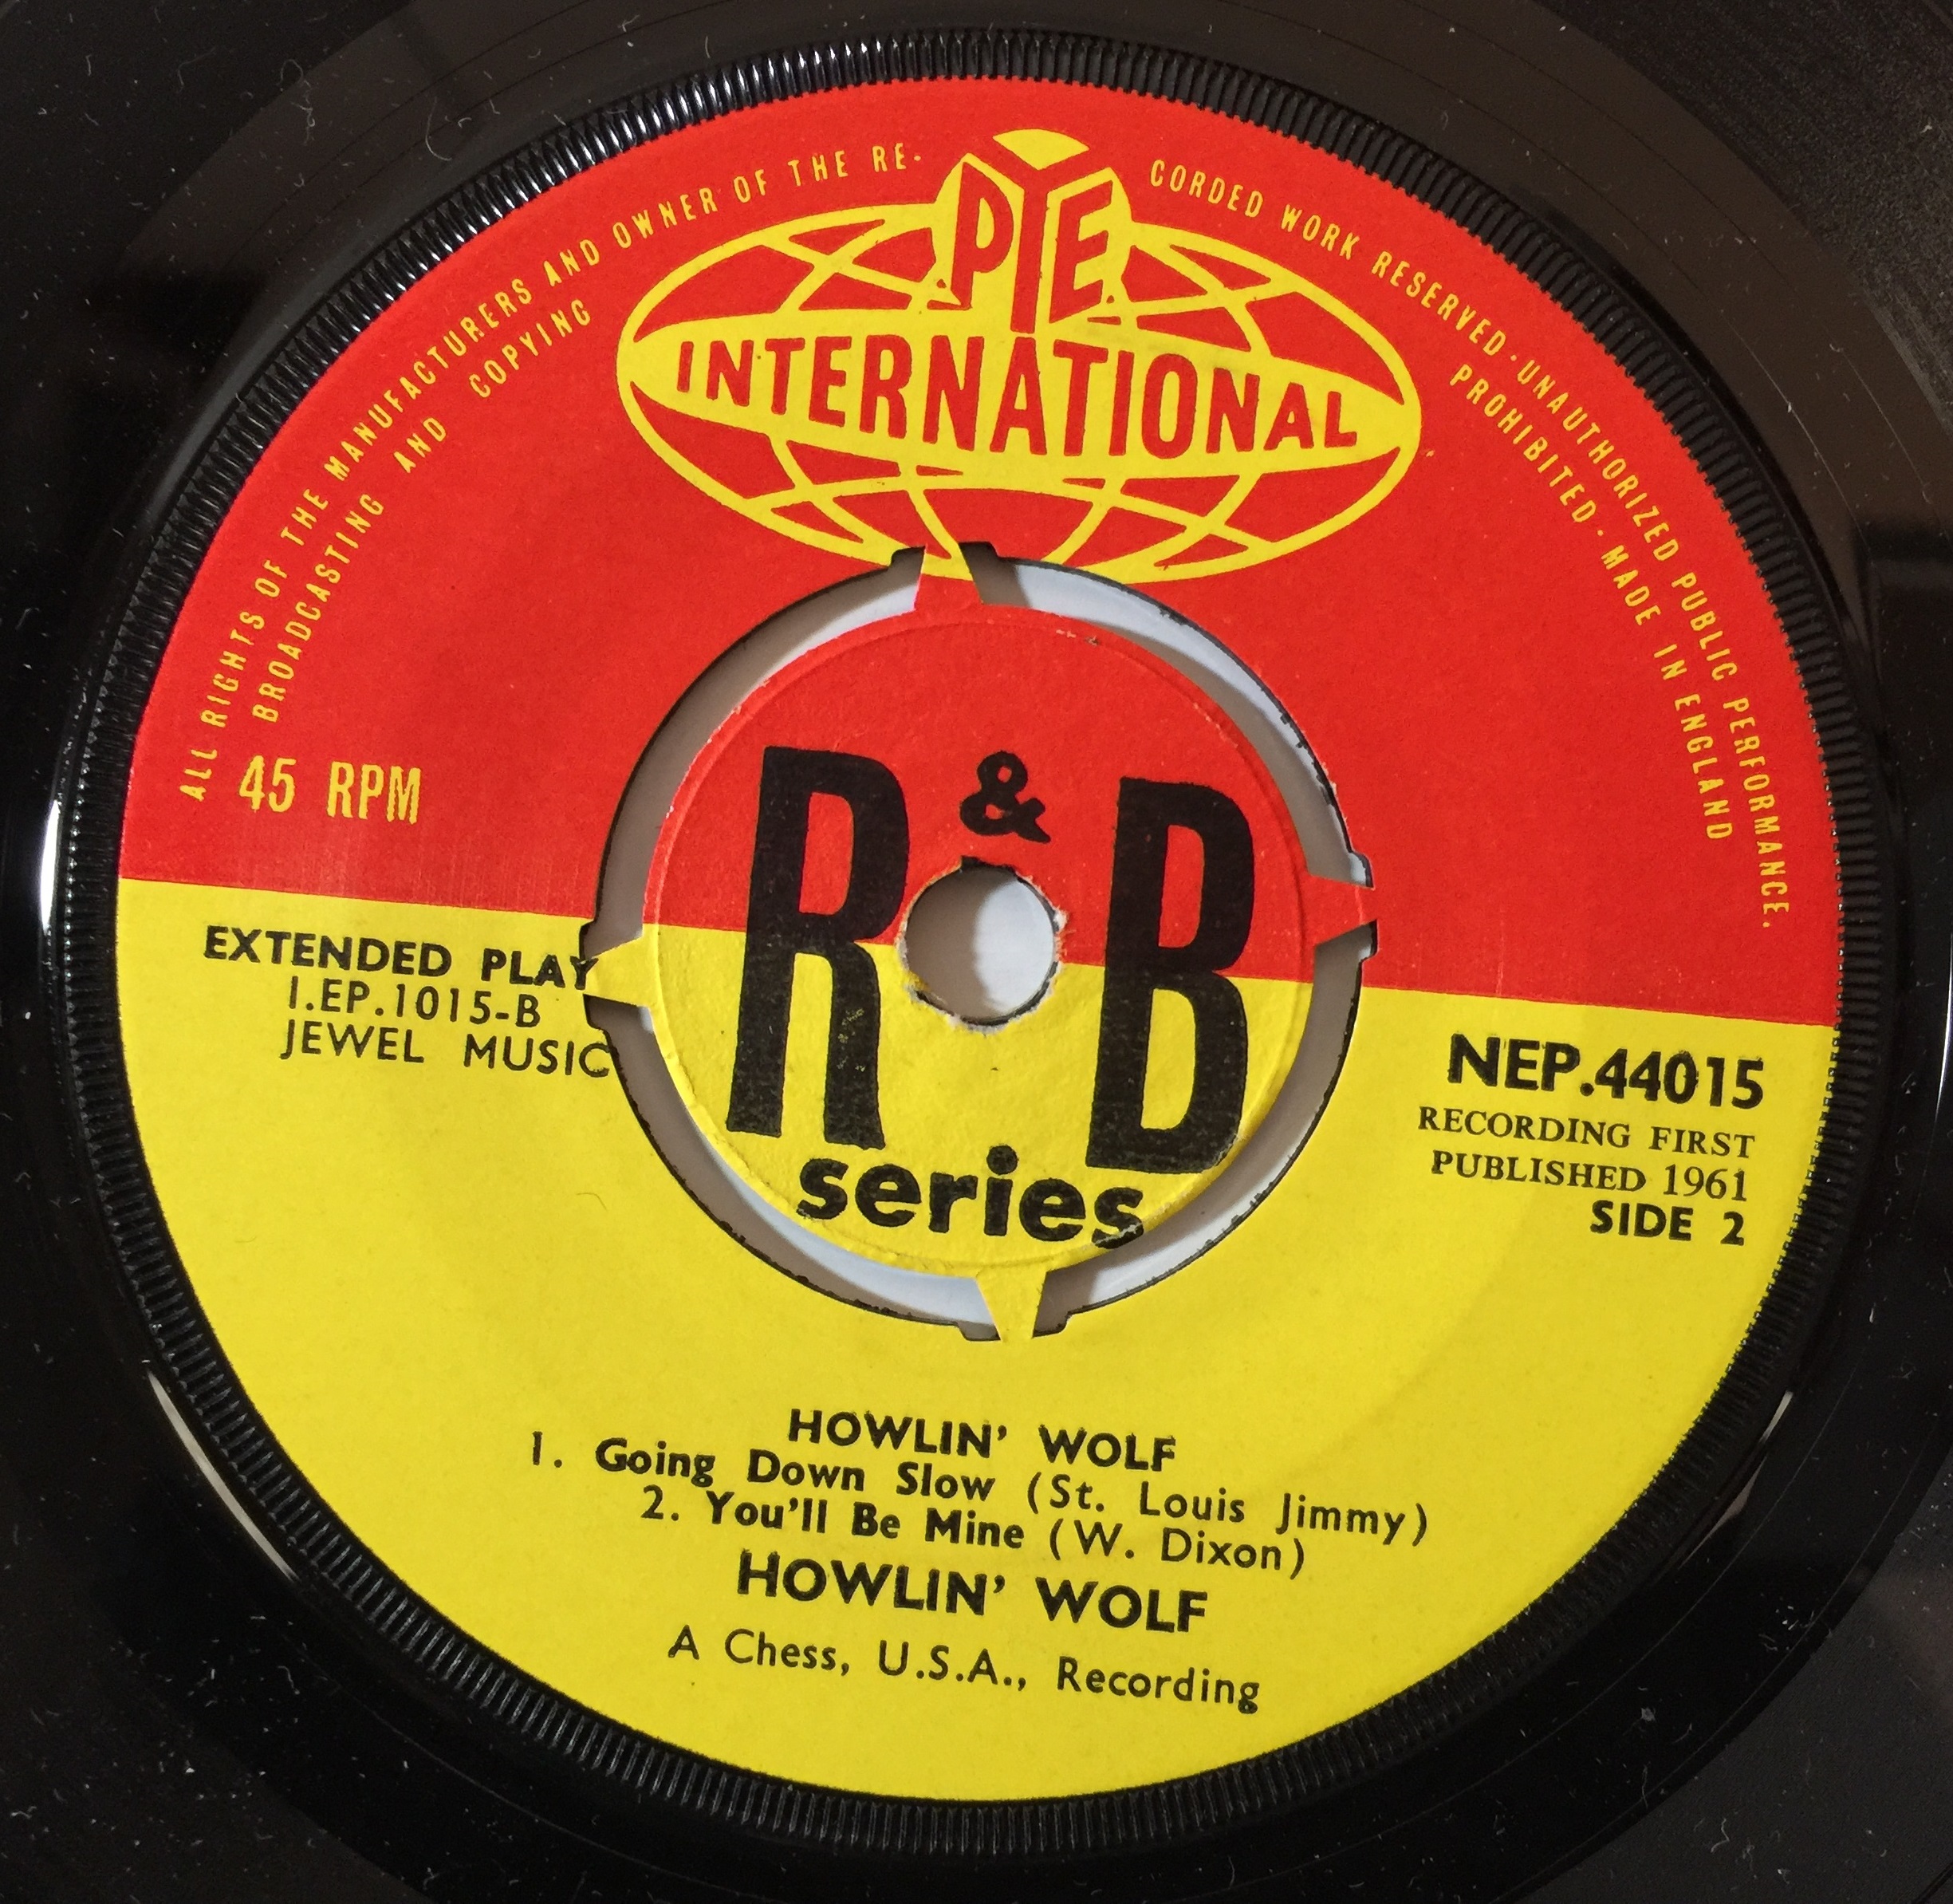 ALL RIGHTS OF THE MANUFACTURERS AND OWNER OF THE RE-CORDED WORK RESERVED · UNAUTHORIZED PUBLIC PERFORMANCE.
BROADCASTING AND COPYING PROHIBITED · MADE IN ENGLAND
PYE
INTERNATIONAL
45 RPM
R & B
series
EXTENDED PLAY
I.EP.1015-B
JEWEL MUSIC
NEP.44015
RECORDING FIRST
PUBLISHED 1961
SIDE 2
HOWLIN' WOLF
1. Going Down Slow (St. Louis Jimmy)
2. You'll Be Mine (W. Dixon)
HOWLIN' WOLF
A Chess, U.S.A., Recording